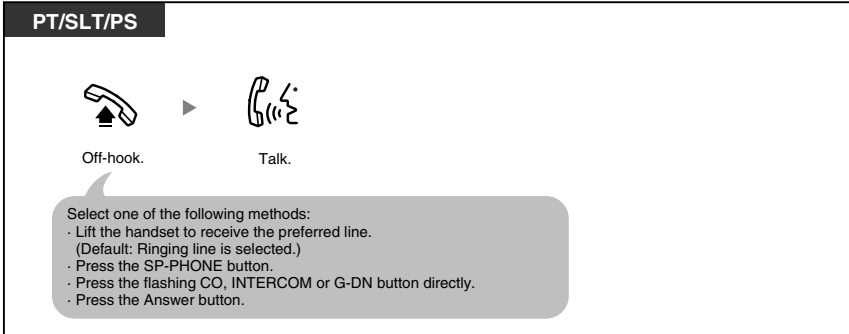 PT/SLT/PS
Off-hook.
Talk.
Select one of the following methods:
· Lift the handset to receive the preferred line.
(Default: Ringing line is selected.)
· Press the SP-PHONE button.
· Press the flashing CO, INTERCOM or G-DN button directly.
· Press the Answer button.